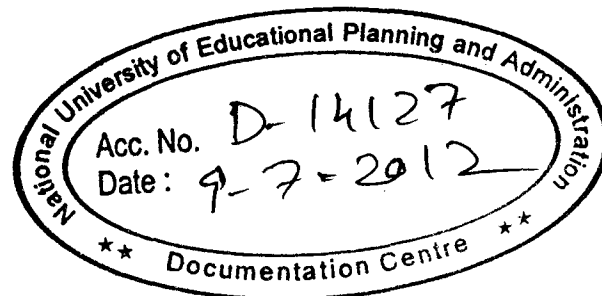 National University of Educational Planning and Administration
Acc. No. D-14127
Date: 9-7-2012
** Documentation Centre **